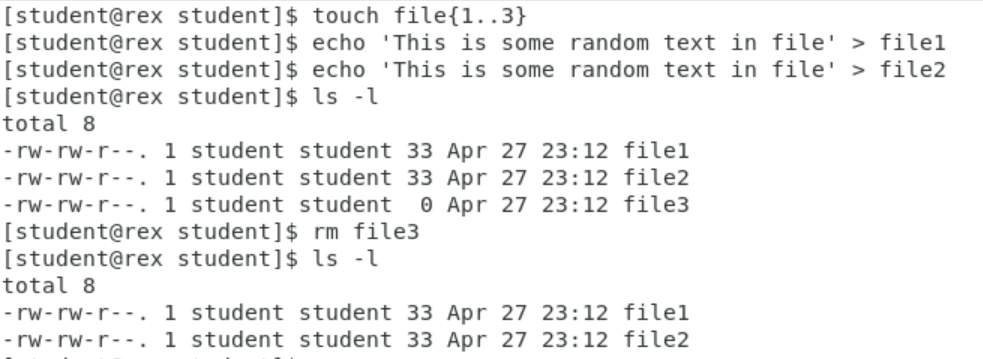 [student@rex student]$ touch file{1..3}
[student@rex student]$ echo 'This is some random text in file' > file1
[student@rex student]$ echo 'This is some random text in file' > file2
[student@rex student]$ ls -l
total 8
-rw-rw-r--. 1 student student 33 Apr 27 23:12 file1
-rw-rw-r--. 1 student student 33 Apr 27 23:12 file2
-rw-rw-r--. 1 student student  0 Apr 27 23:12 file3
[student@rex student]$ rm file3
[student@rex student]$ ls -l
total 8
-rw-rw-r--. 1 student student 33 Apr 27 23:12 file1
-rw-rw-r--. 1 student student 33 Apr 27 23:12 file2